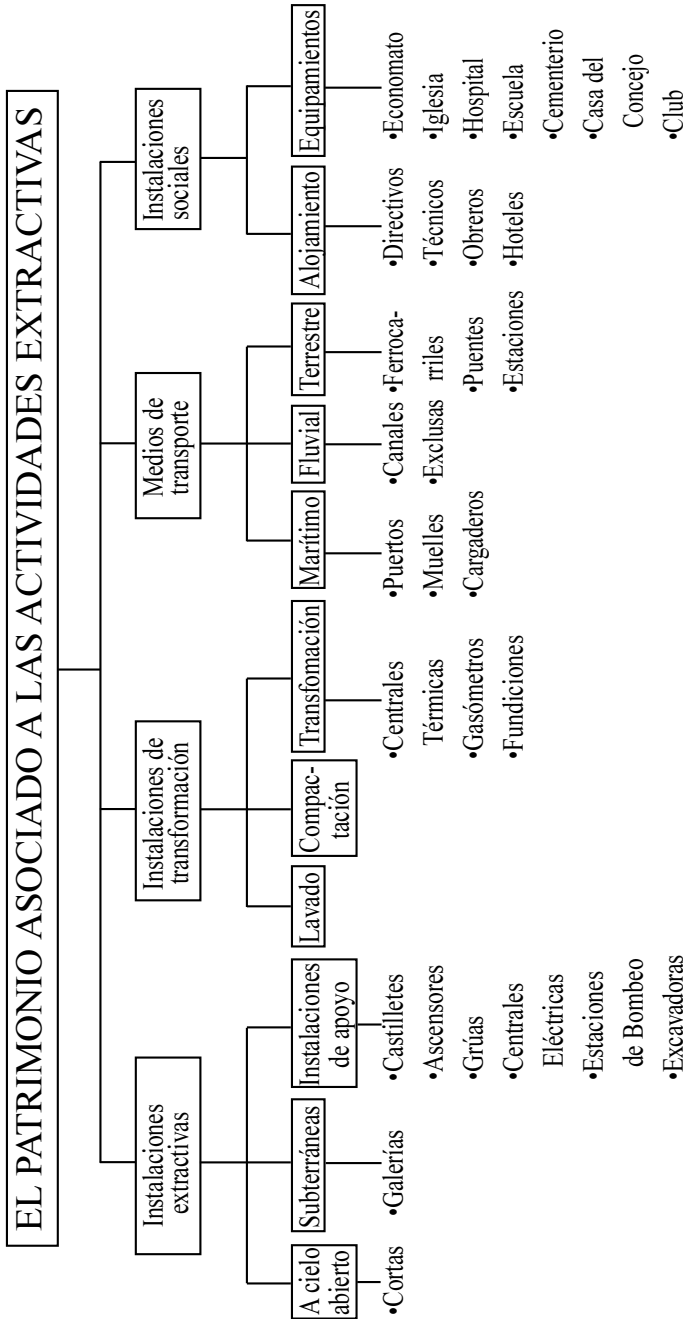 EL PATRIMONIO ASOCIADO A LAS ACTIVIDADES EXTRACTIVAS
Instalaciones
extractivas
A cielo
abierto
•Cortas
Subterráneas
•Galerías
Instalaciones
de apoyo
•Castilletes
•Ascensores
•Grúas
•Centrales
Eléctricas
•Estaciones
de Bombeo
•Excavadoras
Instalaciones de
transformación
Lavado
Compac-
tación
Transfomación
•Centrales
Térmicas
•Gasómetros
•Fundiciones
Medios de
transporte
Marítimo
•Puertos
•Muelles
•Cargaderos
Fluvial
•Canales
•Exclusas
Terrestre
•Ferroca-
rriles
•Puentes
•Estaciones
Instalaciones
sociales
Alojamiento
•Directivos
•Técnicos
•Obreros
•Hoteles
Equipamientos
•Economato
•Iglesia
•Hospital
•Escuela
•Cementerio
•Casa del
Concejo
•Club